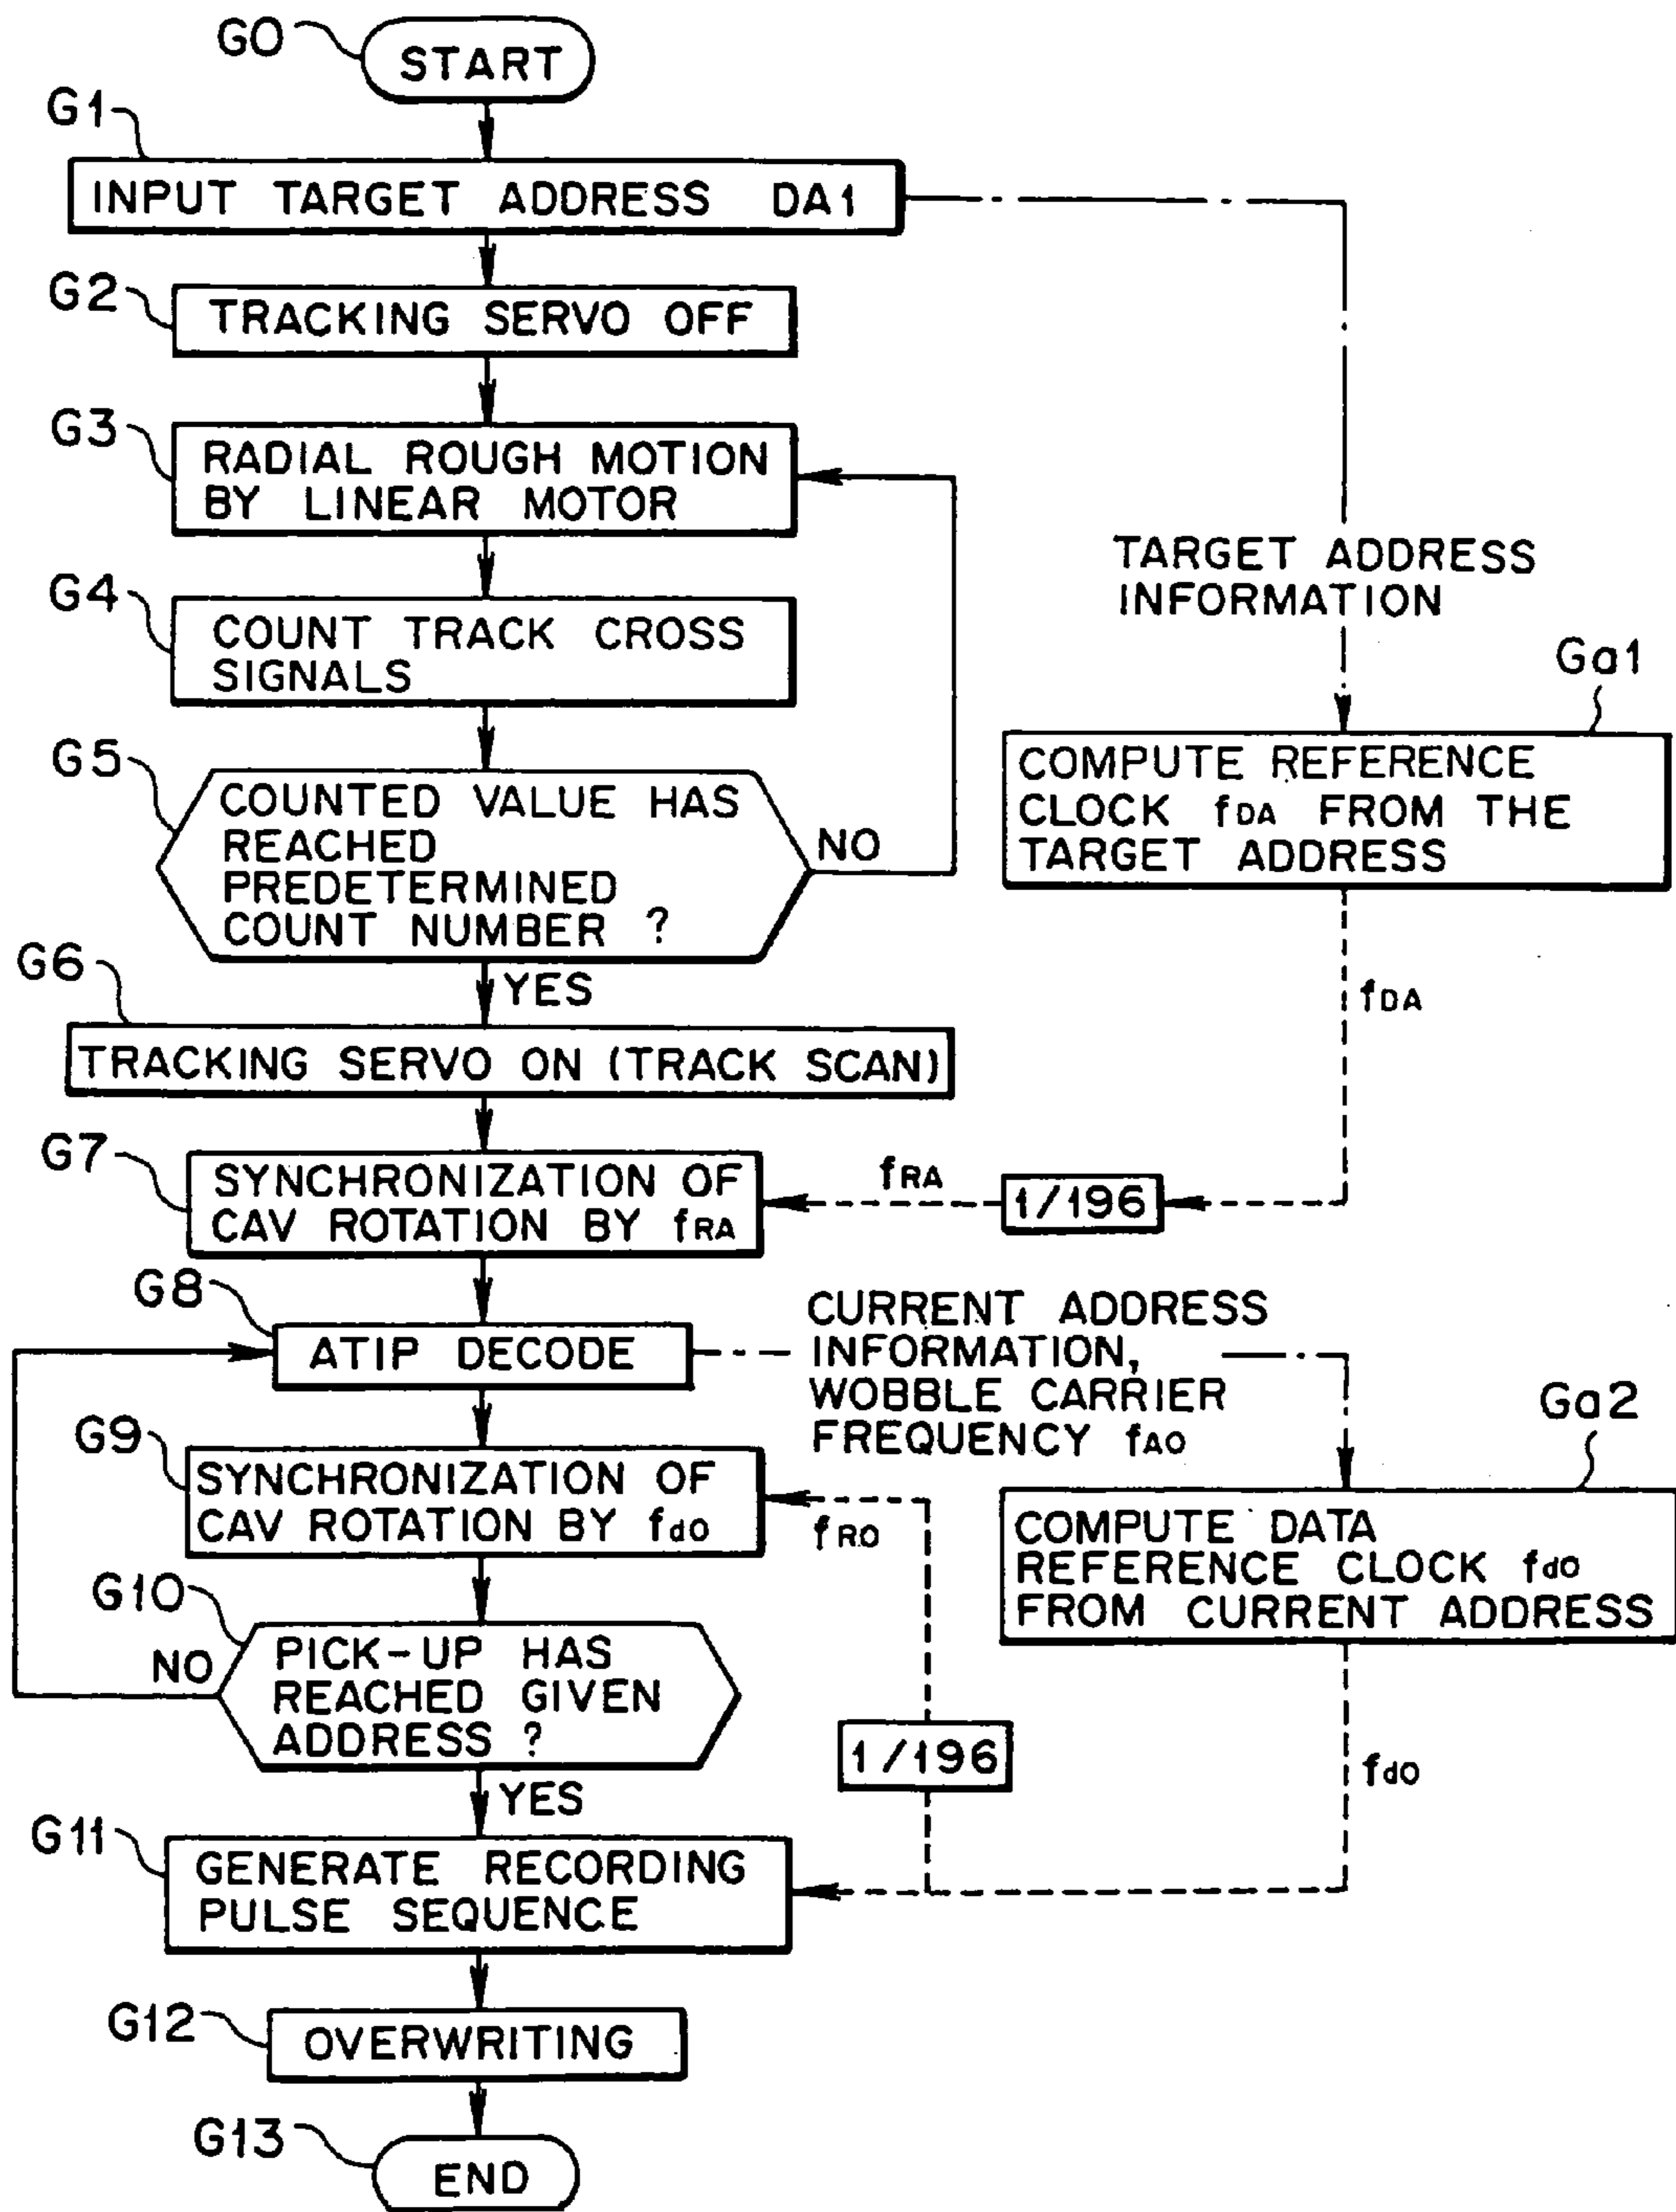 G0
START
G1
INPUT TARGET ADDRESS DA1
G2
TRACKING SERVO OFF
G3
RADIAL ROUGH MOTION
BY LINEAR MOTOR
TARGET ADDRESS
INFORMATION
G4
COUNT TRACK CROSS
SIGNALS
Ga1
COMPUTE REFERENCE
CLOCK fDA FROM THE
TARGET ADDRESS
G5
COUNTED VALUE HAS
REACHED
PREDETERMINED
COUNT NUMBER ?
NO
YES
fDA
G6
TRACKING SERVO ON (TRACK SCAN)
G7
SYNCHRONIZATION OF
CAV ROTATION BY fRA
fRA
1/196
G8
ATIP DECODE
CURRENT ADDRESS
INFORMATION,
WOBBLE CARRIER
FREQUENCY fAO
Ga2
G9
SYNCHRONIZATION OF
CAV ROTATION BY fdO
fRO
COMPUTE DATA
REFERENCE CLOCK fdO
FROM CURRENT ADDRESS
G10
PICK-UP HAS
REACHED GIVEN
ADDRESS ?
NO
YES
1/196
fdO
G11
GENERATE RECORDING
PULSE SEQUENCE
G12
OVERWRITING
G13
END